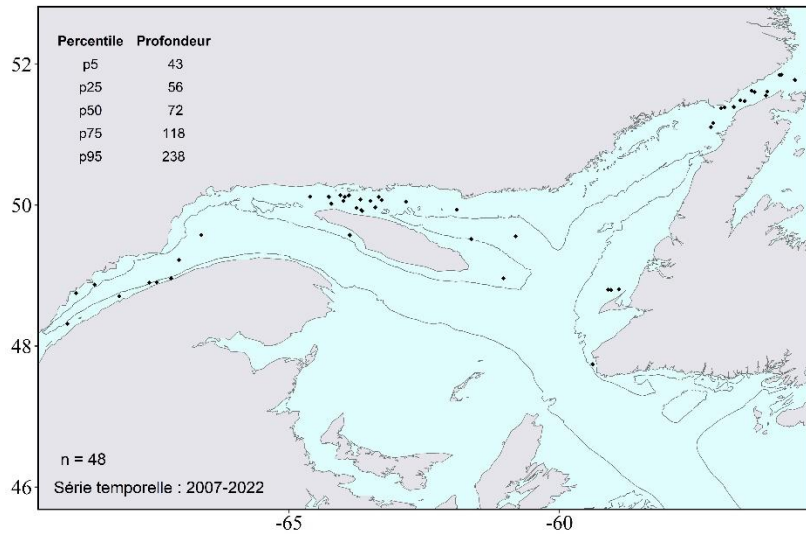 Percentile Profondeur
p5 43
p25 56
p50 72
p75 118
p95 238
52
50
48
46
n = 48
Série temporelle : 2007-2022
-65 -60